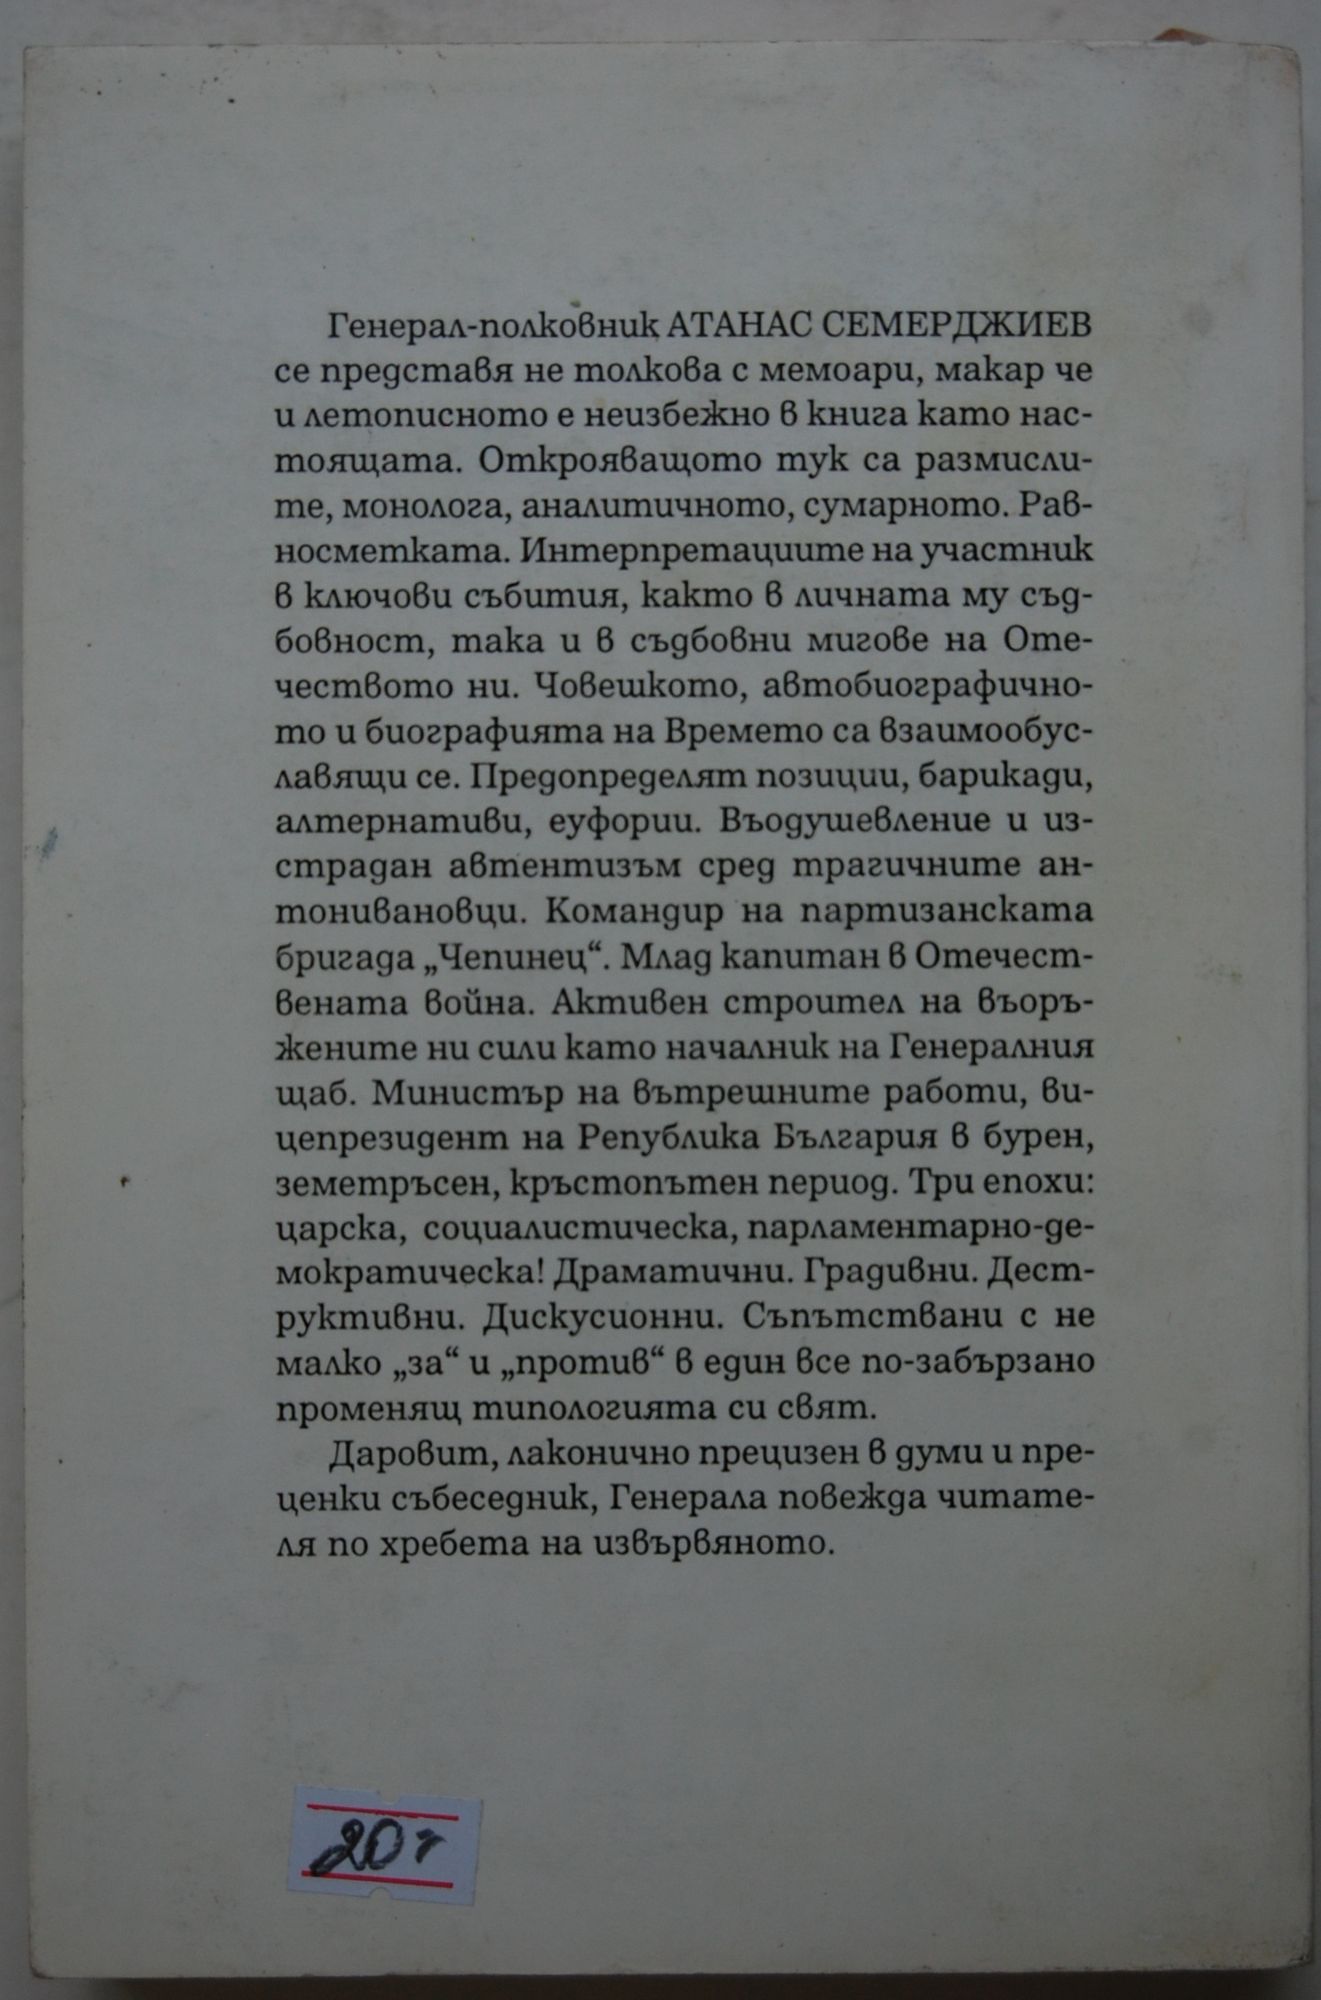 Генерал-полковник АТАНАС СЕМЕРДЖИЕВ
се представя не толкова с мемоари, макар че
и летописното е неизбежно в книга като нас-
тоящата. Открояващото тук са размисли-
те, монолога, аналитичното, сумарното. Рав-
носметката. Интерпретациите на участник
в ключови събития, както в личната му съд-
бовност, така и в съдбовни мигове на Оте-
чеството ни. Човешкото, автобиографично-
то и биографията на Времето са взаимообус-
лавящи се. Предопределят позиции, барикади,
алтернативи, еуфории. Въодушевление и из-
страдан автентизъм сред трагичните ан-
тонивановци. Командир на партизанската
бригада „Чепинец“. Млад капитан в Отечест-
вената война. Активен строител на въоръ-
жените ни сили като началник на Генералния
щаб. Министър на вътрешните работи, ви-
цепрезидент на Република България в бурен,
земетръсен, кръстопътен период. Три епохи:
царска, социалистическа, парламентарно-де-
мократическа! Драматични. Градивни. Дест-
руктивни. Дискусионни. Съпътствани с не
малко „за“ и „против“ в един все по-забързано
променящ типологията си свят.
Даровит, лаконично прецизен в думи и пре-
ценки събеседник, Генерала повежда читате-
ля по хребета на извървяното.
20